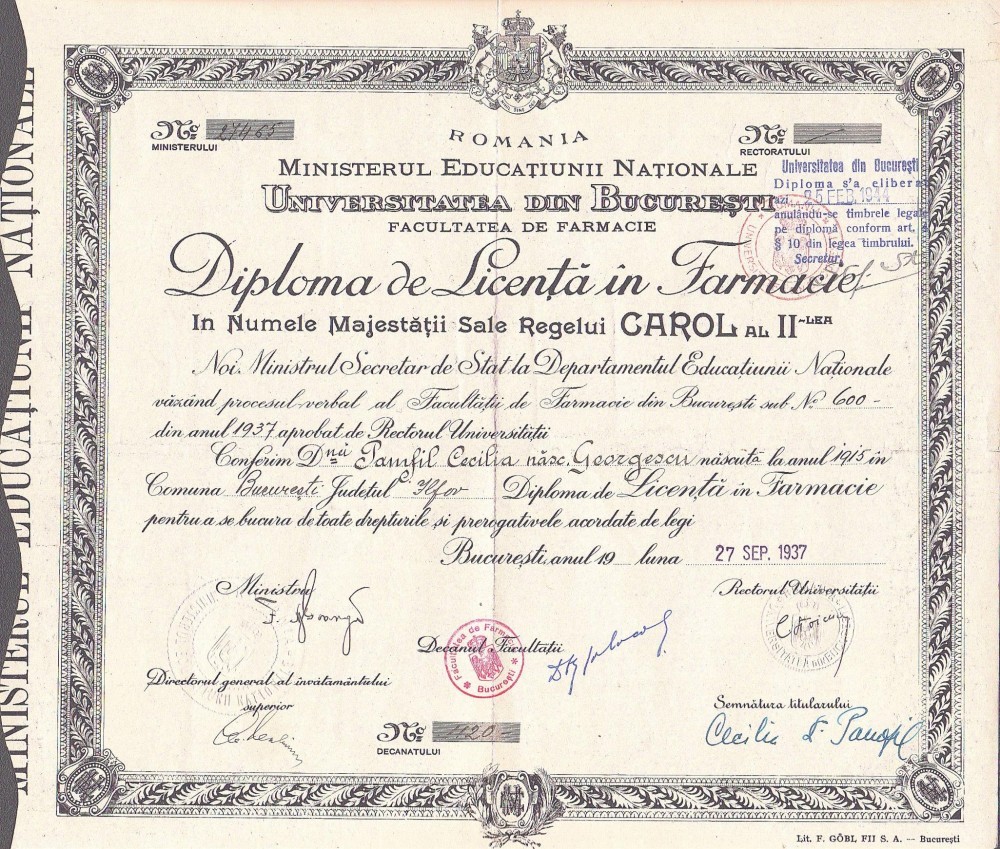 MINISTERUL EDUCAȚIUNII NAȚIONALE
No 27465
MINISTERULUI
No
RECTORATULUI
ROMANIA
MINISTERUL EDUCAȚIUNII NAȚIONALE
UNIVERSITATEA DIN BUCUREȘTI
FACULTATEA DE FARMACIE
Universitatea din București
Diploma s'a elibera
azi 25 FEB. 1944
anulându-se timbrele legale
pe diplomă conform art.
§ 10 din legea timbrului.
Secretar,
Diploma de Licență în Farmacie
In Numele Majestății Sale Regelui CAROL AL II-LEA
Noi Ministrul Secretar de Stat la Departamentul Educațiunii Naționale
văzând procesul-verbal al Facultății de Farmacie din București sub No 600-
din anul 1937 aprobat de Rectorul Universității
Conferim Dnei Pamfil Cecilia născ. Georgescu născută la anul 1915 în
Comuna București Județul Ilfov Diploma de Licență în Farmacie
pentru a se bucura de toate drepturile și prerogativele acordate de legi
București, anul 19 luna 27 SEP. 1937
Ministru
Rectorul Universității
Decanul Facultății
Facultatea de Farmacie
București
Directorul general al învățamântului
superior
Semnătura titularului
No 1120-
DECANATULUI
Lit. F. GÖBL FII S. A. — București